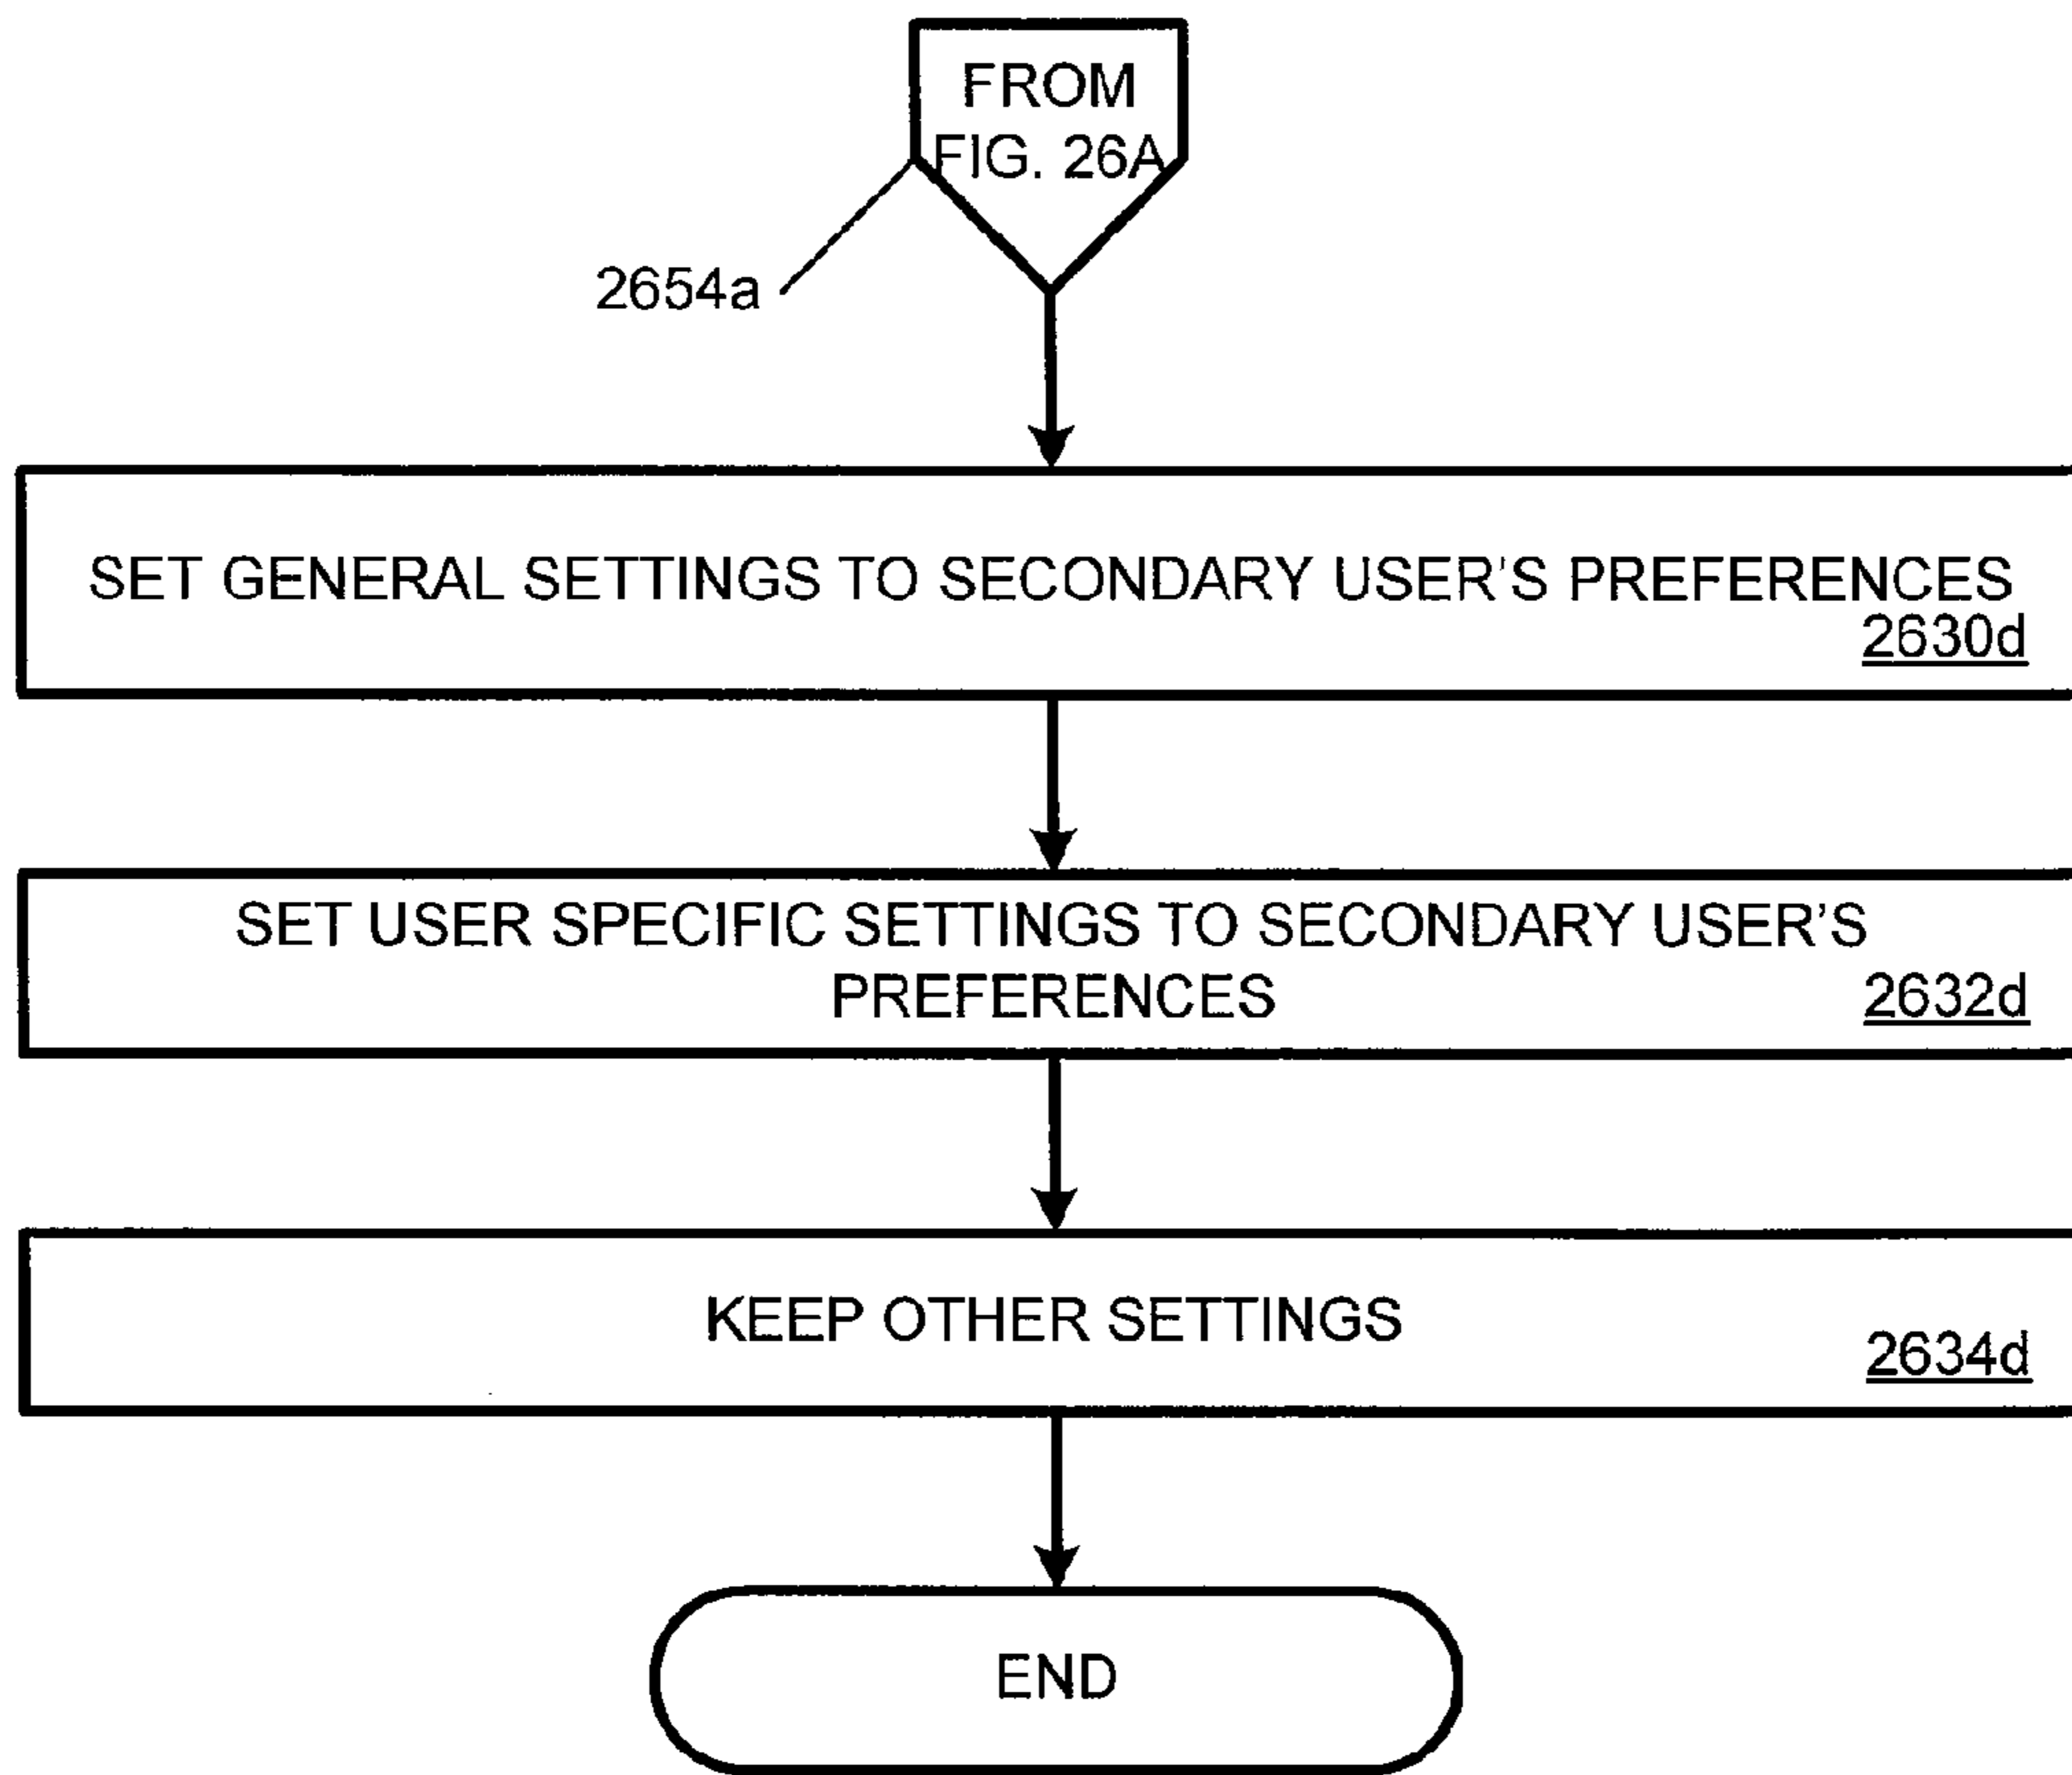 FROM
FIG. 26A
2654a
SET GENERAL SETTINGS TO SECONDARY USER'S PREFERENCES
2630d
SET USER SPECIFIC SETTINGS TO SECONDARY USER'S
PREFERENCES
2632d
KEEP OTHER SETTINGS
2634d
END